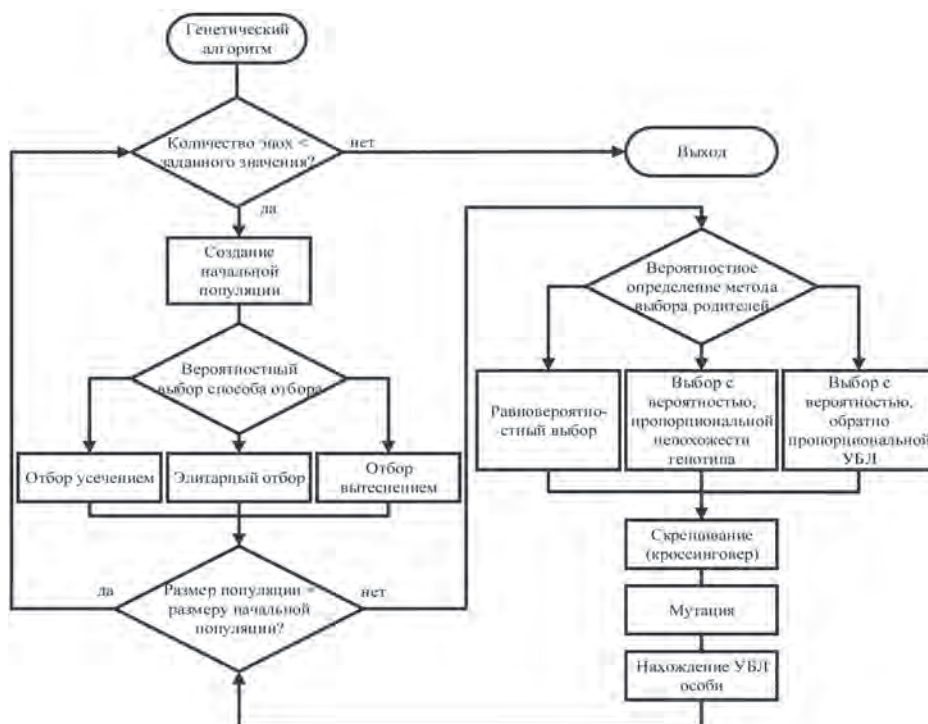 Генетический
алгоритм
Количество эпох <
заданного значения?
нет
Выход
да
Создание
начальной
популяции
Вероятностный
выбор способа отбора
Отбор усечением
Элитарный отбор
Отбор
вытеснением
Размер популяции =
размеру начальной
популяции?
да
нет
Вероятностное
определение метода
выбора родителей
Равновероятно-
стный выбор
Выбор с
вероятностью,
пропорциональной
непохожести
генотипа
Выбор с
вероятностью,
обратно
пропорциональной
УБЛ
Скрещивание
(кроссинговер)
Мутация
Нахождение УБЛ
особи